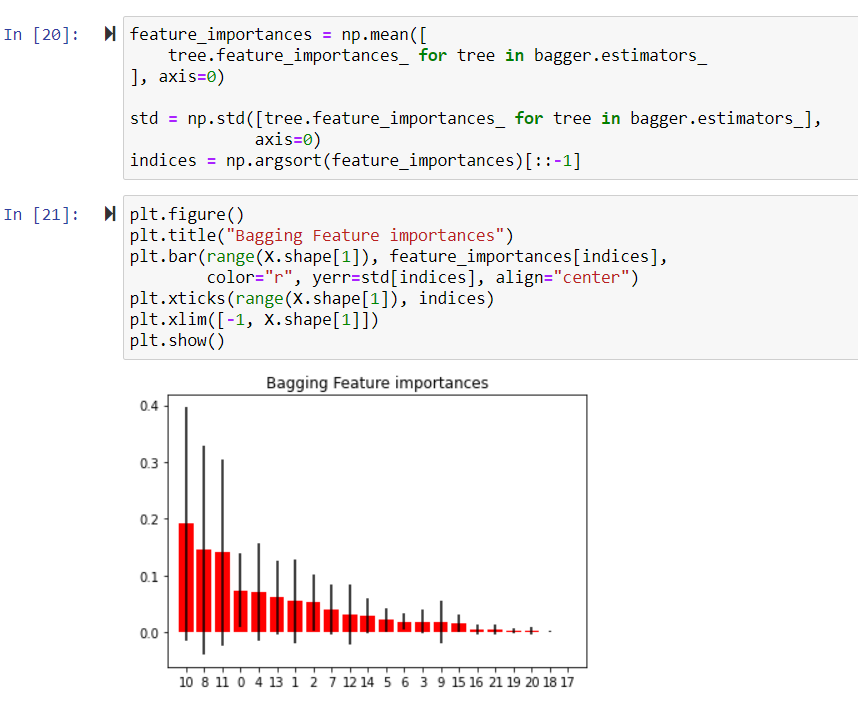 In [20]:
feature_importances = np.mean([
    tree.feature_importances_ for tree in bagger.estimators_
], axis=0)

std = np.std([tree.feature_importances_ for tree in bagger.estimators_],
            axis=0)
indices = np.argsort(feature_importances)[::-1]
In [21]:
plt.figure()
plt.title("Bagging Feature importances")
plt.bar(range(X.shape[1]), feature_importances[indices],
       color="r", yerr=std[indices], align="center")
plt.xticks(range(X.shape[1]), indices)
plt.xlim([-1, X.shape[1]])
plt.show()
Bagging Feature importances
0.4
0.3
0.2
0.1
0.0
10 8 11 0 4 13 1 2 7 12 14 5 6 3 9 15 16 21 19 20 18 17